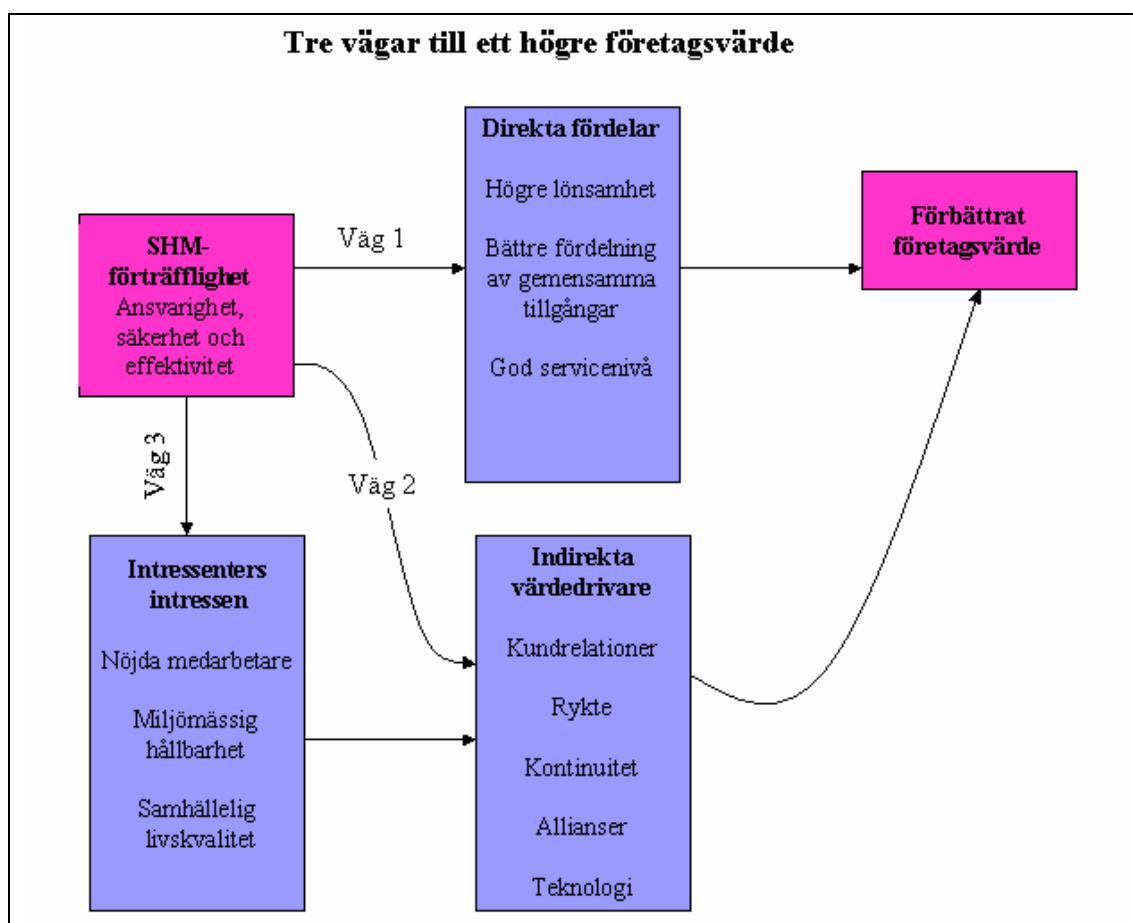 Tre vägar till ett högre företagsvärde
Direkta fördelar
Högre lönsamhet
Bättre fördelning
av gemensamma
tillgångar
God servicenivå
Förbättrat
företagsvärde
SHM-
förträfflighet
Ansvarighet,
säkerhet och
effektivitet
Väg 1
Väg 2
Väg 3
Intressenters
intressen
Nöjda medarbetare
Miljömässig
hållbarhet
Samhällelig
livskvalitet
Indirekta
värdedrivare
Kundrelationer
Rykte
Kontinuitet
Allianser
Teknologi